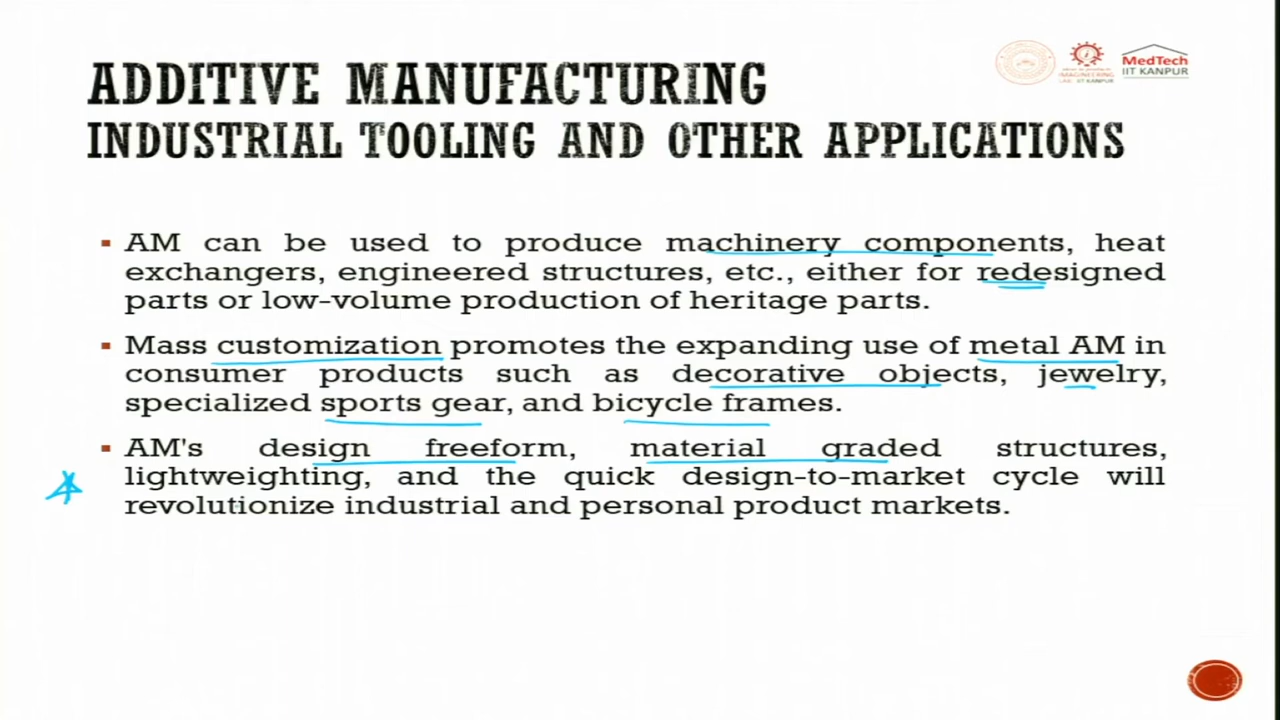 ADDITIVE MANUFACTURING
INDUSTRIAL TOOLING AND OTHER APPLICATIONS
MedTech
IIT KANPUR
IMAGINEERING
LAB, IIT KANPUR
AM can be used to produce machinery components, heat
exchangers, engineered structures, etc., either for redesigned
parts or low-volume production of heritage parts.
Mass customization promotes the expanding use of metal AM in
consumer products such as decorative objects, jewelry,
specialized sports gear, and bicycle frames.
AM's design freeform, material graded structures,
lightweighting, and the quick design-to-market cycle will
revolutionize industrial and personal product markets.